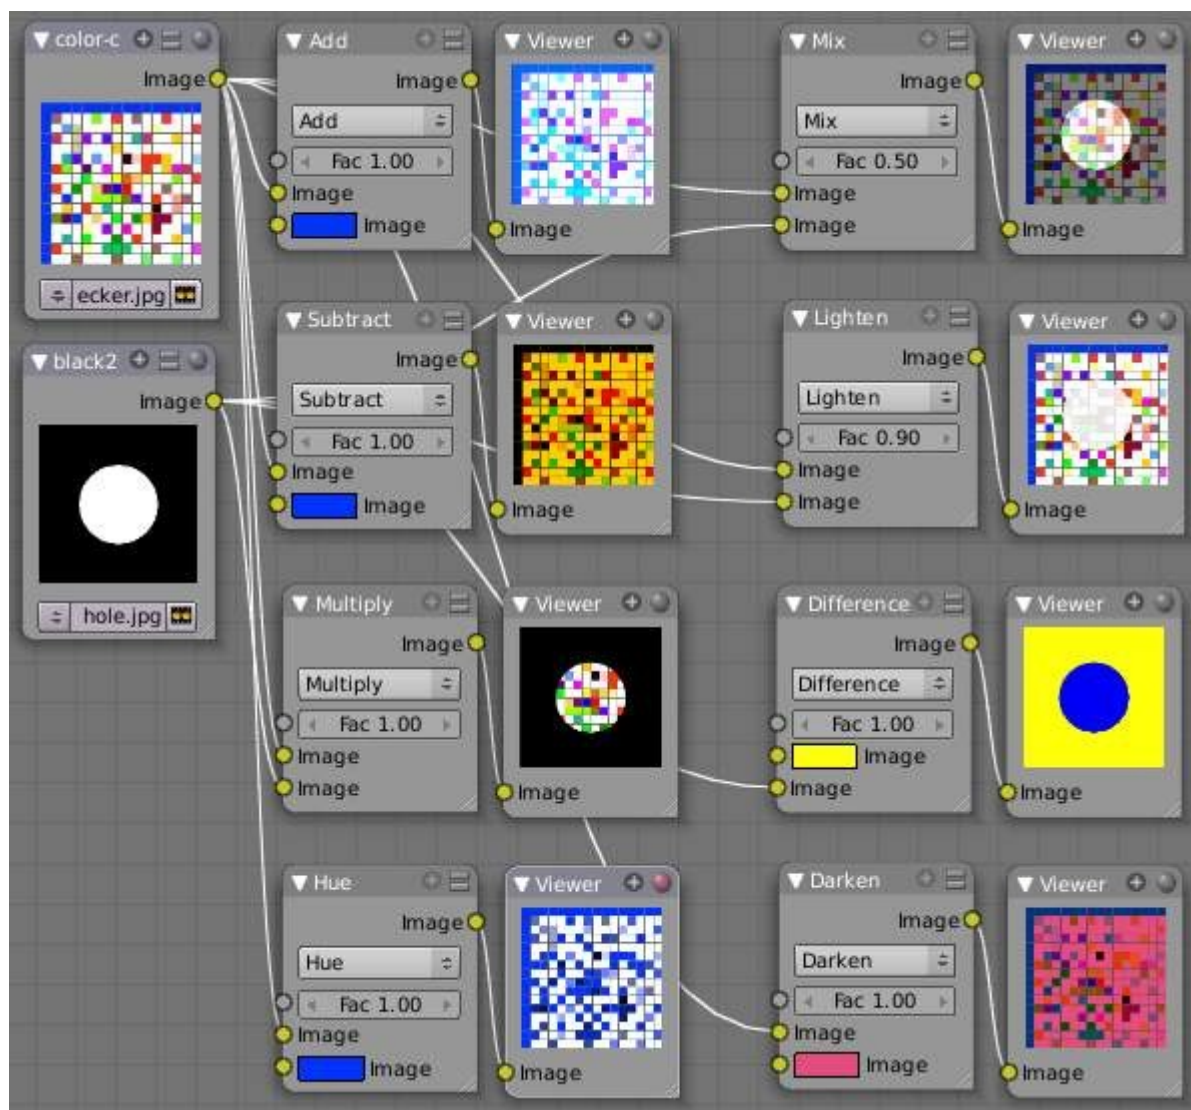 color-c
Image
ecker.jpg
black2
Image
hole.jpg
Add
Image
Add
Fac 1.00
Image
Image
Viewer
Image
Mix
Image
Mix
Fac 0.50
Image
Image
Viewer
Image
Subtract
Image
Subtract
Fac 1.00
Image
Image
Viewer
Image
Lighten
Image
Lighten
Fac 0.90
Image
Image
Viewer
Image
Multiply
Image
Multiply
Fac 1.00
Image
Image
Viewer
Image
Difference
Image
Difference
Fac 1.00
Image
Image
Viewer
Image
Hue
Image
Hue
Fac 1.00
Image
Image
Viewer
Image
Darken
Image
Darken
Fac 1.00
Image
Image
Viewer
Image